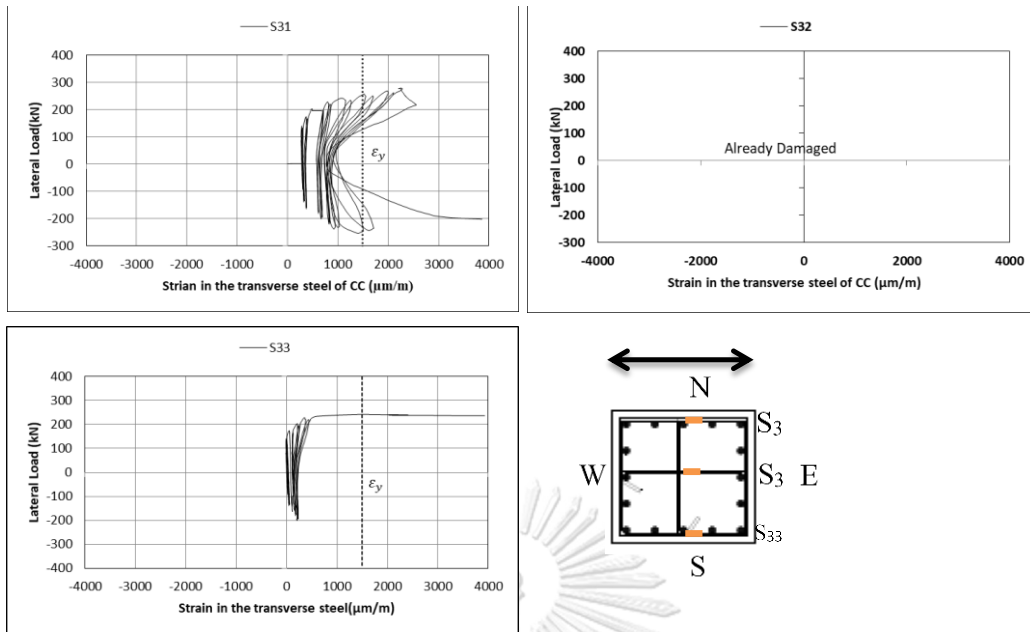 S31
400
300
200
100
0
-100
-200
-300
Lateral Load(kN)
εy
-4000 -3000 -2000 -1000 0 1000 2000 3000 4000
Strian in the transverse steel of CC (μm/m)
S32
400
300
200
100
0
-100
-200
-300
Lateral Load (kN)
Already Damaged
-4000 -2000 0 2000 4000
Strain in the transverse steel of CC (μm/m)
S33
400
300
200
100
0
-100
-200
-300
-400
Lateral Load (kN)
εy
-4000 -3000 -2000 -1000 0 1000 2000 3000 4000
Strain in the transverse steel(μm/m)
N
S3
W S3 E
S33
S